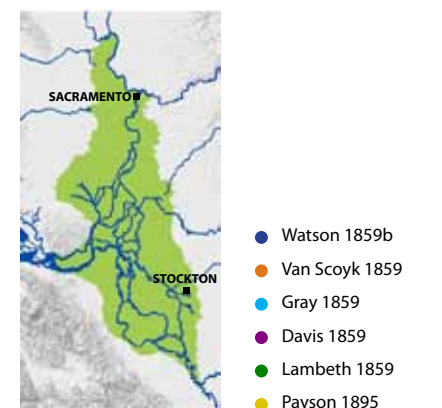 SACRAMENTO
STOCKTON
Watson 1859b
Van Scoyk 1859
Gray 1859
Davis 1859
Lambeth 1859
Payson 1895